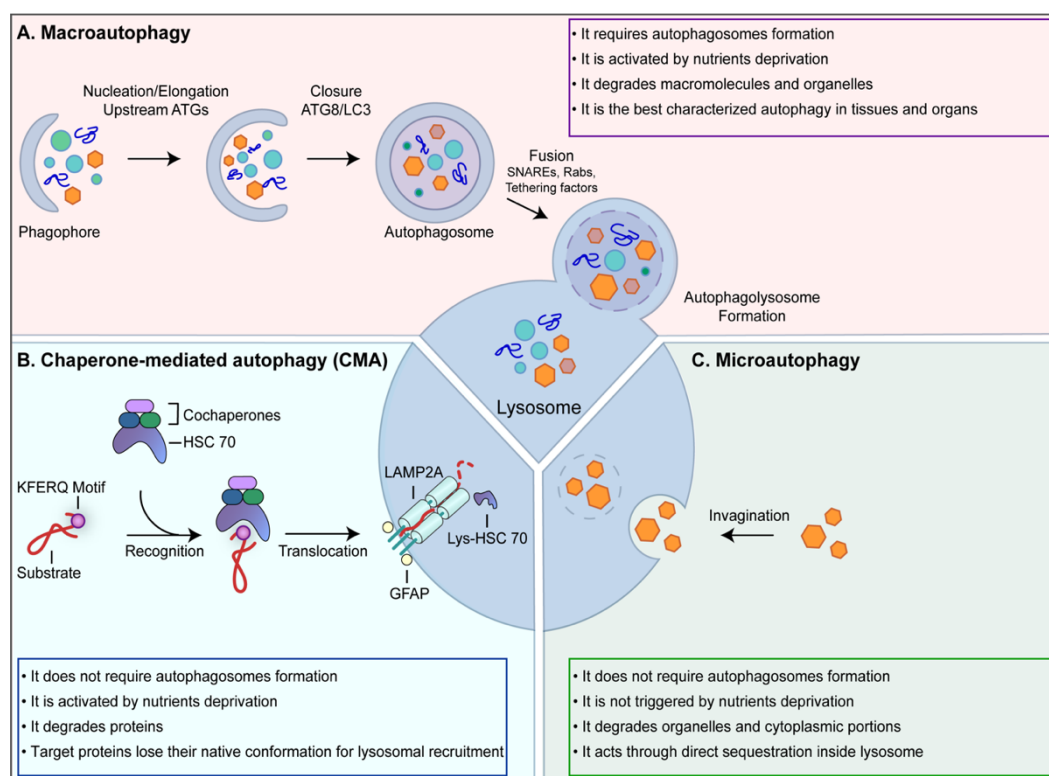 A. Macroautophagy
• It requires autophagosomes formation
• It is activated by nutrients deprivation
• It degrades macromolecules and organelles
• It is the best characterized autophagy in tissues and organs
Nucleation/Elongation
Upstream ATGs
Closure
ATG8/LC3
Fusion
SNAREs, Rabs,
Tethering factors
Phagophore
Autophagosome
Autophagolysosome
Formation
Lysosome
B. Chaperone-mediated autophagy (CMA)
Cochaperones
HSC 70
KFERQ Motif
Substrate
Recognition
Translocation
LAMP2A
Lys-HSC 70
GFAP
• It does not require autophagosomes formation
• It is activated by nutrients deprivation
• It degrades proteins
• Target proteins lose their native conformation for lysosomal recruitment
C. Microautophagy
Invagination
• It does not require autophagosomes formation
• It is not triggered by nutrients deprivation
• It degrades organelles and cytoplasmic portions
• It acts through direct sequestration inside lysosome